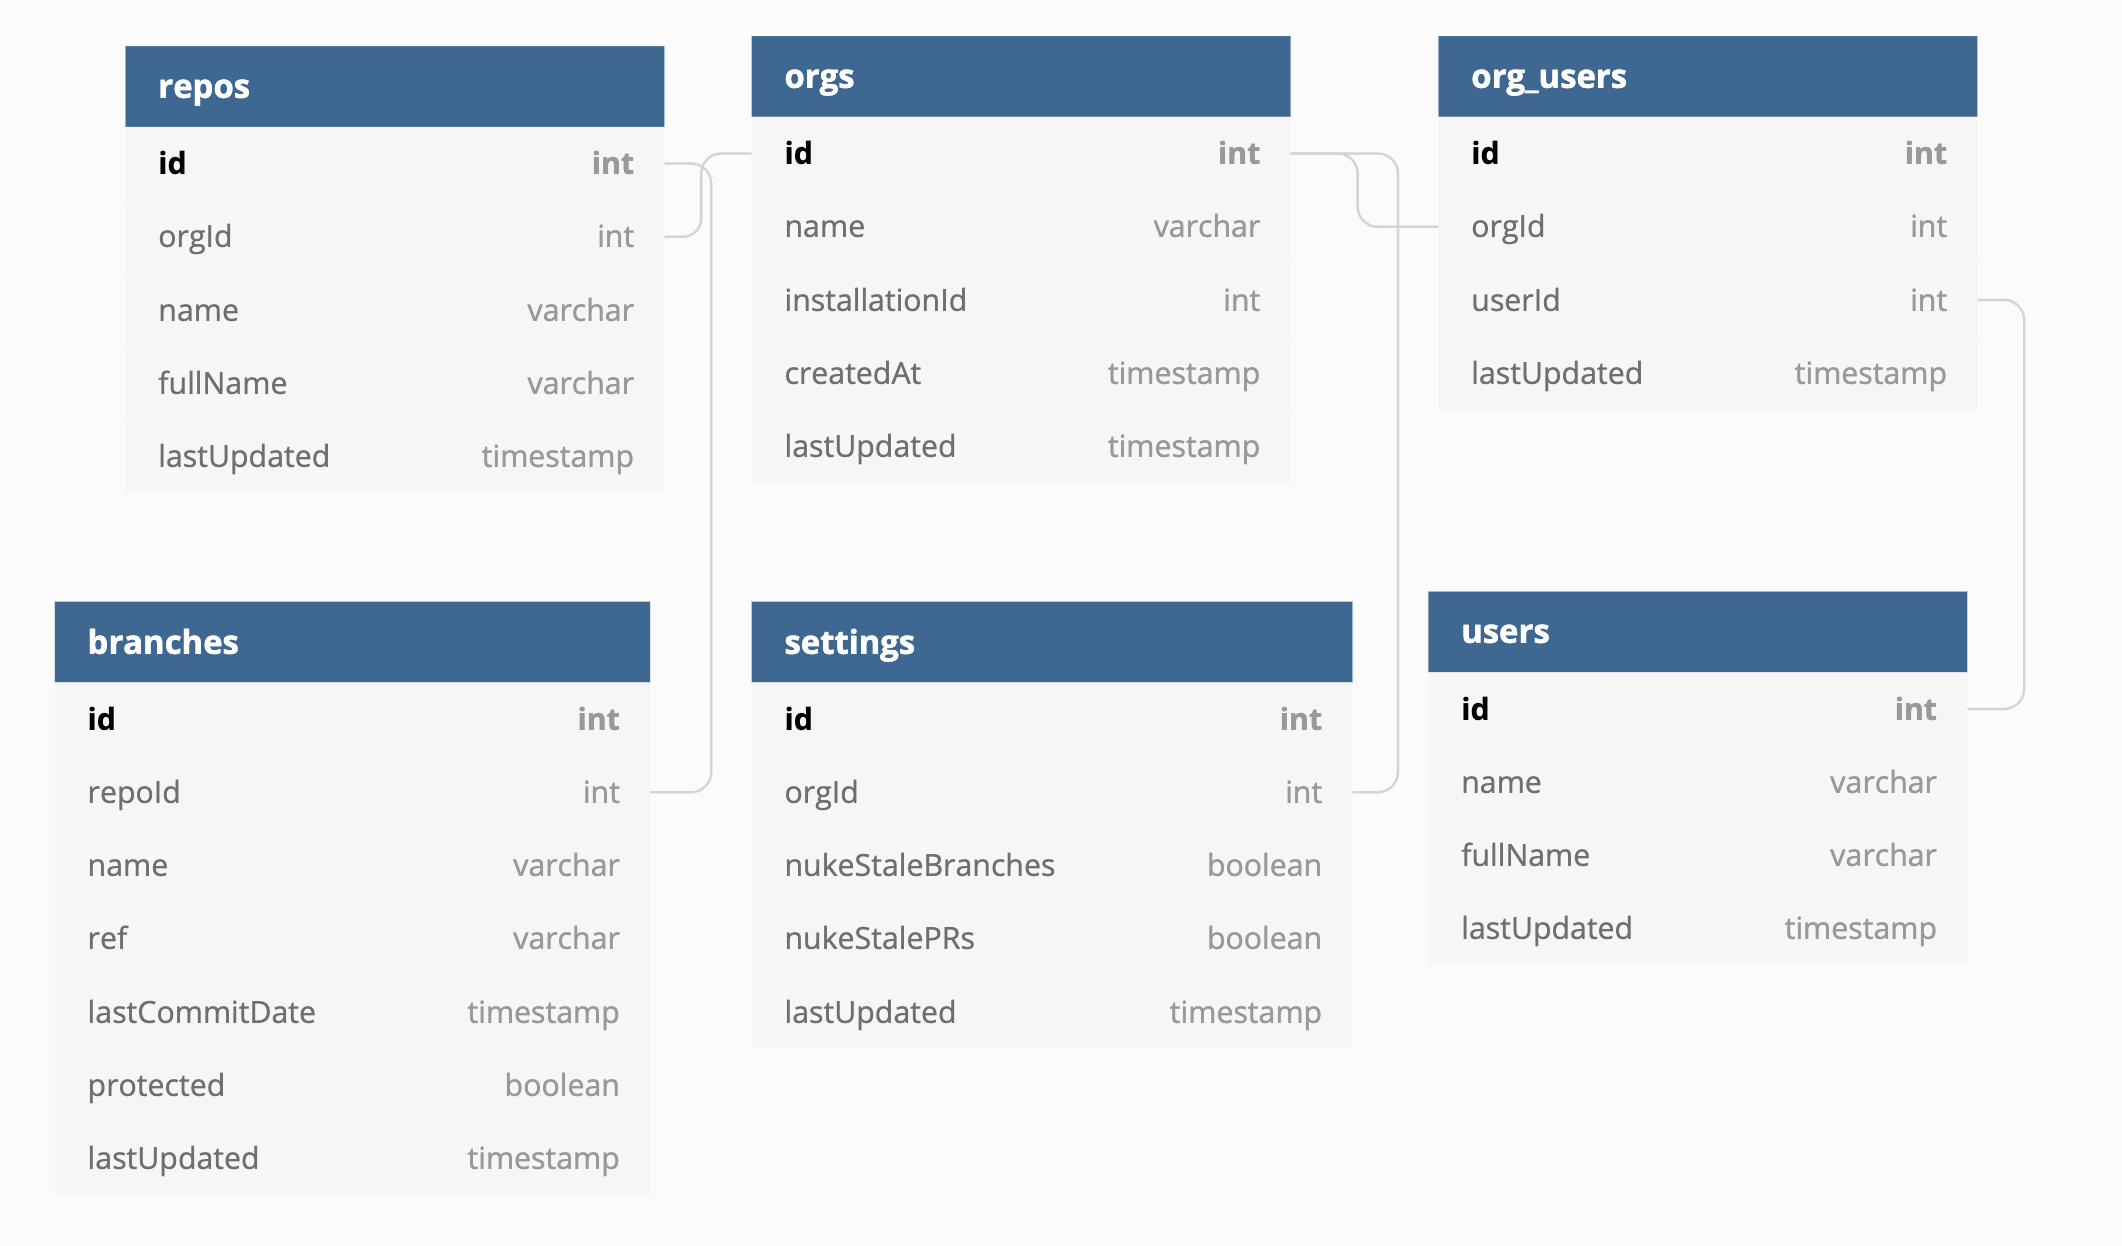 repos
id int
orgId int
name varchar
fullName varchar
lastUpdated timestamp
orgs
id int
name varchar
installationId int
createdAt timestamp
lastUpdated timestamp
org_users
id int
orgId int
userId int
lastUpdated timestamp
branches
id int
repoId int
name varchar
ref varchar
lastCommitDate timestamp
protected boolean
lastUpdated timestamp
settings
id int
orgId int
nukeStaleBranches boolean
nukeStalePRs boolean
lastUpdated timestamp
users
id int
name varchar
fullName varchar
lastUpdated timestamp